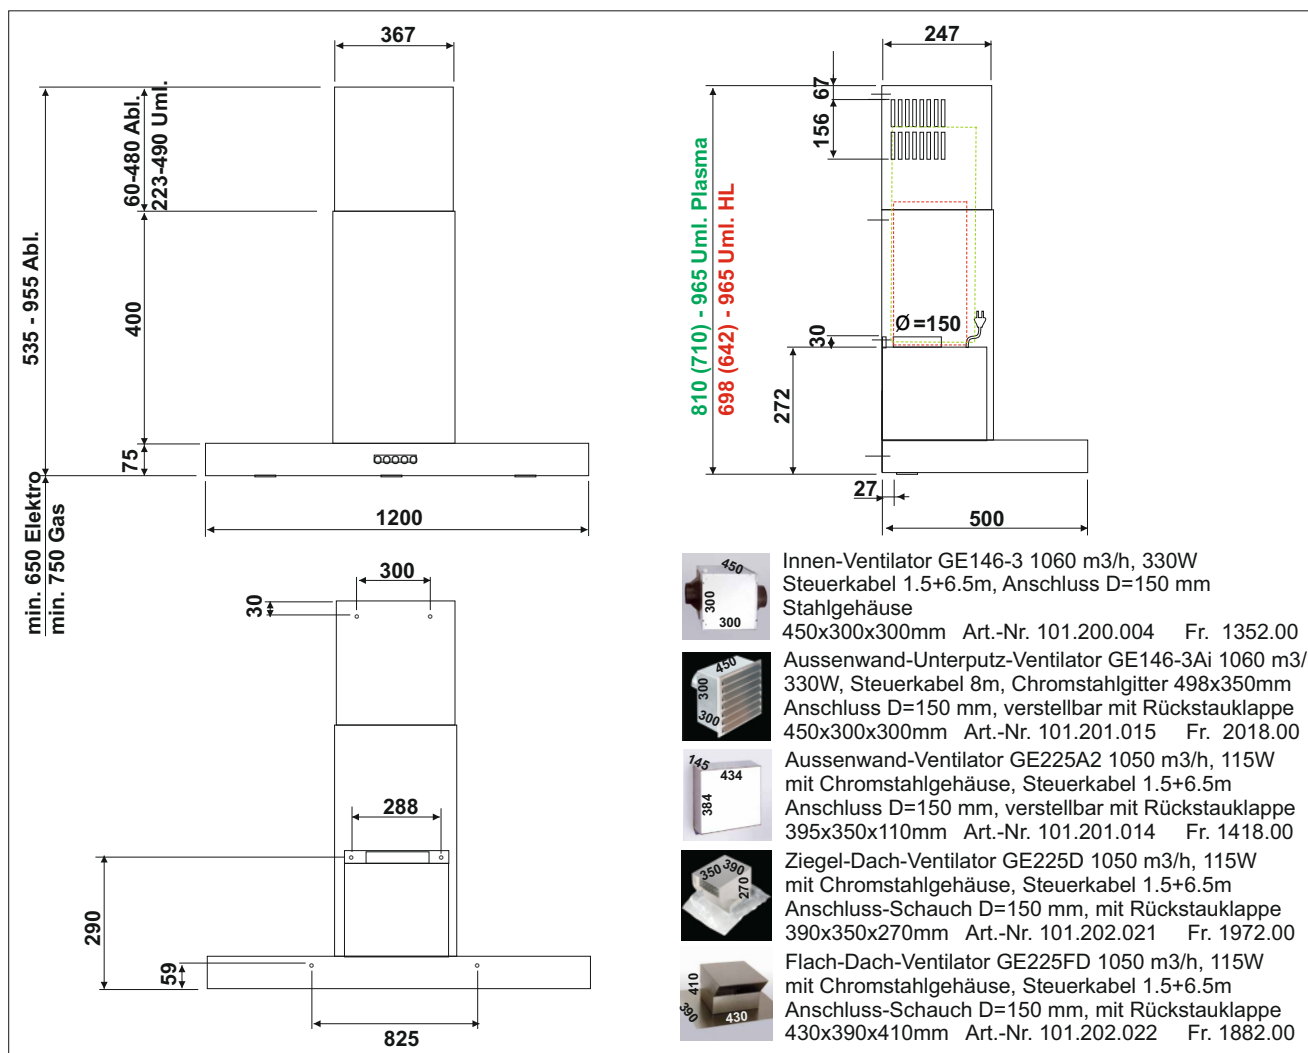 367
60-480 Abl.
223-490 Uml.
535 - 955 Abl.
400
75
min. 650 Elektro
min. 750 Gas
1200
247
67
156
810 (710) - 965 Uml. Plasma
698 (642) - 965 Uml. HL
Ø=150
30
272
27
500
300
30
288
290
59
825
450
300
300
Innen-Ventilator GE146-3 1060 m3/h, 330W
Steuerkabel 1.5+6.5m, Anschluss D=150 mm
Stahlgehäuse
450x300x300mm Art.-Nr. 101.200.004 Fr. 1352.00
450
300
300
Aussenwand-Unterputz-Ventilator GE146-3Ai 1060 m3/
330W, Steuerkabel 8m, Chromstahlgitter 498x350mm
Anschluss D=150 mm, verstellbar mit Rückstauklappe
450x300x300mm Art.-Nr. 101.201.015 Fr. 2018.00
145
434
384
Aussenwand-Ventilator GE225A2 1050 m3/h, 115W
mit Chromstahlgehäuse, Steuerkabel 1.5+6.5m
Anschluss D=150 mm, verstellbar mit Rückstauklappe
395x350x110mm Art.-Nr. 101.201.014 Fr. 1418.00
350
390
270
Ziegel-Dach-Ventilator GE225D 1050 m3/h, 115W
mit Chromstahlgehäuse, Steuerkabel 1.5+6.5m
Anschluss-Schauch D=150 mm, mit Rückstauklappe
390x350x270mm Art.-Nr. 101.202.021 Fr. 1972.00
410
390
430
Flach-Dach-Ventilator GE225FD 1050 m3/h, 115W
mit Chromstahlgehäuse, Steuerkabel 1.5+6.5m
Anschluss-Schauch D=150 mm, mit Rückstauklappe
430x390x410mm Art.-Nr. 101.202.022 Fr. 1882.00